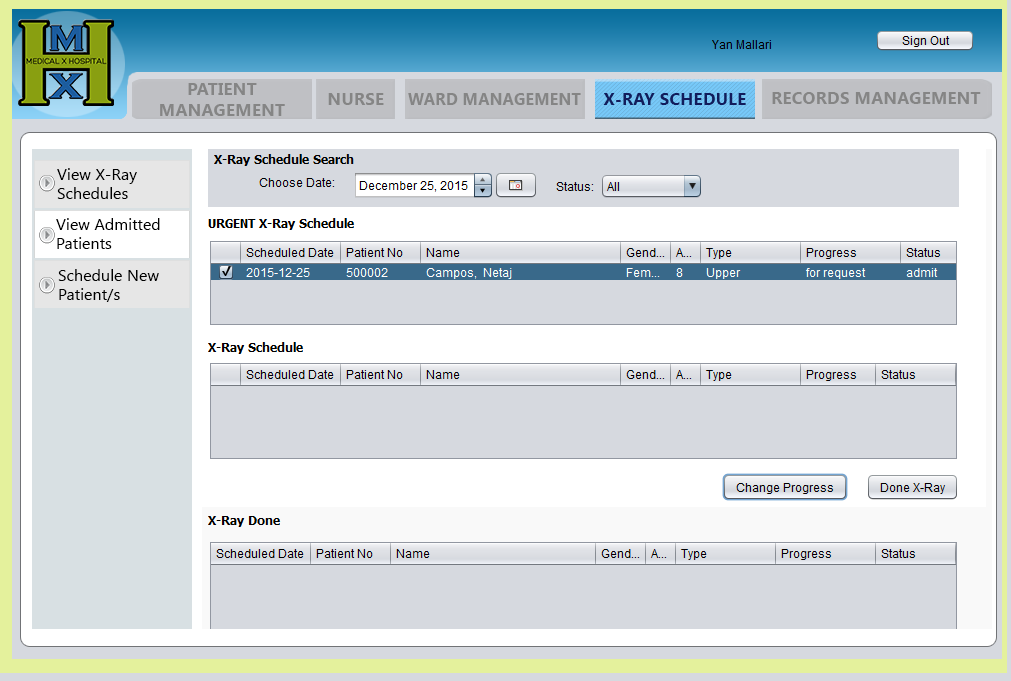 M
MEDICAL X HOSPITAL
X
Yan Mallari
Sign Out
PATIENT
MANAGEMENT
NURSE
WARD MANAGEMENT
X-RAY SCHEDULE
RECORDS MANAGEMENT
View X-Ray
Schedules
View Admitted
Patients
Schedule New
Patient/s
X-Ray Schedule Search
Choose Date: December 25, 2015 Status: All
URGENT X-Ray Schedule
Scheduled Date Patient No Name Gend... A... Type Progress Status
2015-12-25 500002 Campos, Netaj Fem... 8 Upper for request admit
X-Ray Schedule
Scheduled Date Patient No Name Gend... A... Type Progress Status
Change Progress Done X-Ray
X-Ray Done
Scheduled Date Patient No Name Gend... A... Type Progress Status